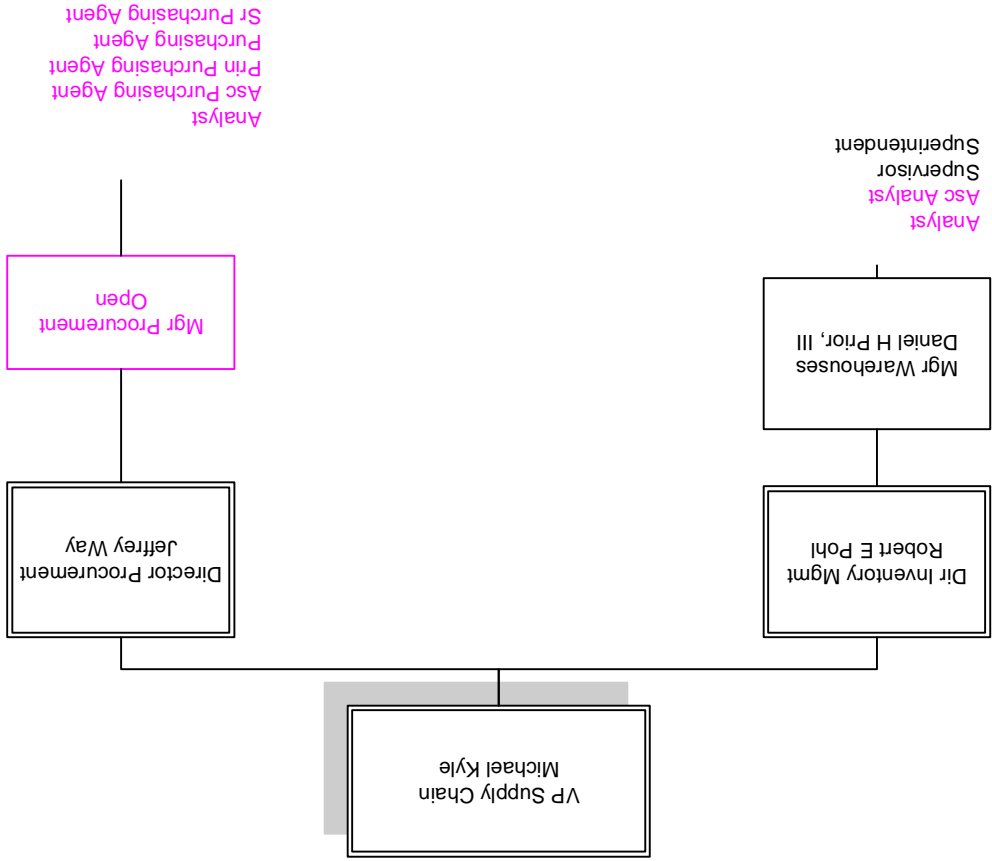 VP Supply Chain
Michael Kyle
Dir Inventory Mgmt
Robert E Pohl
Director Procurement
Jeffrey Way
Mgr Warehouses
Daniel H Prior, III
Mgr Procurement
Open
Analyst
Asc Analyst
Supervisor
Superintendent
Analyst
Asc Purchasing Agent
Prin Purchasing Agent
Purchasing Agent
Sr Purchasing Agent